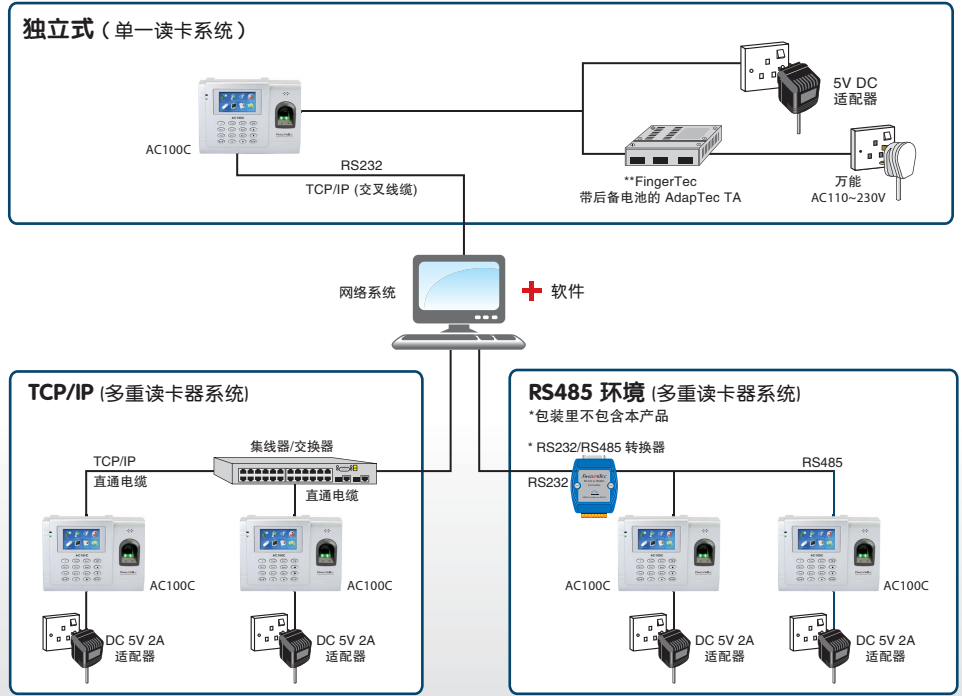 独立式 ( 单一读卡系统 )
5V DC
适配器
AC100C
RS232
TCP/IP (交叉线缆)
**FingerTec
带后备电池的 AdapTec TA
万能
AC110~230V
网络系统
软件
TCP/IP (多重读卡器系统)
集线器/交换器
TCP/IP
直通电缆
直通电缆
AC100C
AC100C
DC 5V 2A
适配器
DC 5V 2A
适配器
RS485 环境 (多重读卡器系统)
*包装里不包含本产品
* RS232/RS485 转换器
RS232
RS485
AC100C
AC100C
DC 5V 2A
适配器
DC 5V 2A
适配器